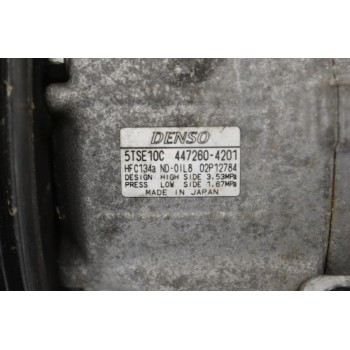 DENSO
5TSE10C 447260-4201
HFC134a ND-OIL8 02P12784
DESIGN HIGH SIDE 3.53MPa
PRESS LOW SIDE 1.67MPa
MADE IN JAPAN